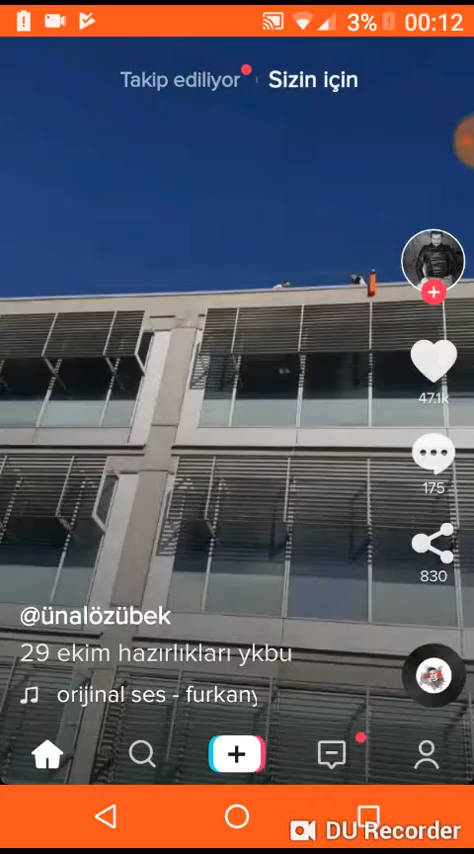 3% 00:12
Takip ediliyor Sizin için
47.1k
175
830
@ünalözübek
29 ekim hazırlıkları ykbu
orijinal ses - furkany
DU Recorder